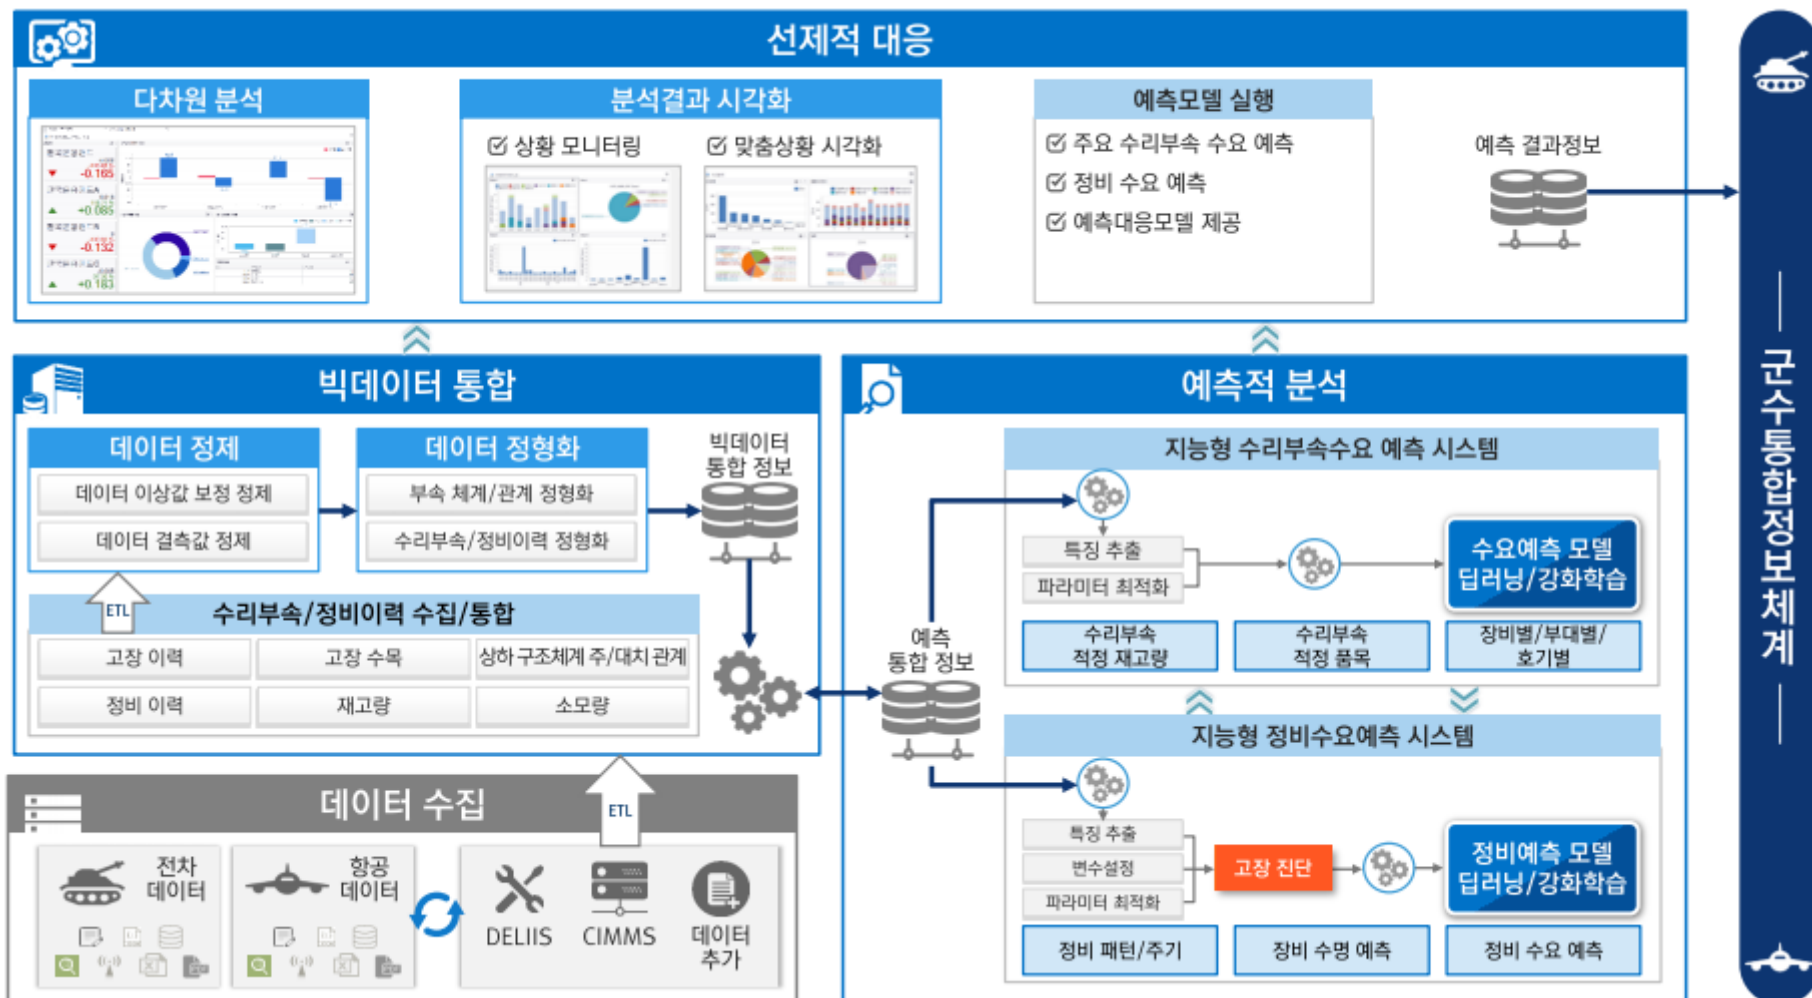 선제적 대응
다차원 분석
-0.165
+0.085
-0.132
+0.183
분석결과 시각화
상황 모니터링
맞춤상황 시각화
예측모델 실행
주요 수리부속 수요 예측
정비 수요 예측
예측대응모델 제공
예측 결과정보
빅데이터 통합
데이터 정제
데이터 이상값 보정 정제
데이터 결측값 정제
데이터 정형화
부속 체계/관계 정형화
수리부속/정비이력 정형화
빅데이터
통합 정보
ETL
수리부속/정비이력 수집/통합
고장 이력
고장 수목
상하 구조체계 주/대치 관계
정비 이력
재고량
소모량
데이터 수집
ETL
전차
데이터
항공
데이터
DELIIS
CIMMS
데이터
추가
예측적 분석
예측
통합 정보
지능형 수리부속수요 예측 시스템
특징 추출
파라미터 최적화
수요예측 모델
딥러닝/강화학습
수리부속
적정 재고량
수리부속
적정 품목
장비별/부대별/
호기별
지능형 정비수요예측 시스템
특징 추출
변수설정
파라미터 최적화
고장 진단
정비예측 모델
딥러닝/강화학습
정비 패턴/주기
장비 수명 예측
정비 수요 예측
군수통합정보체계